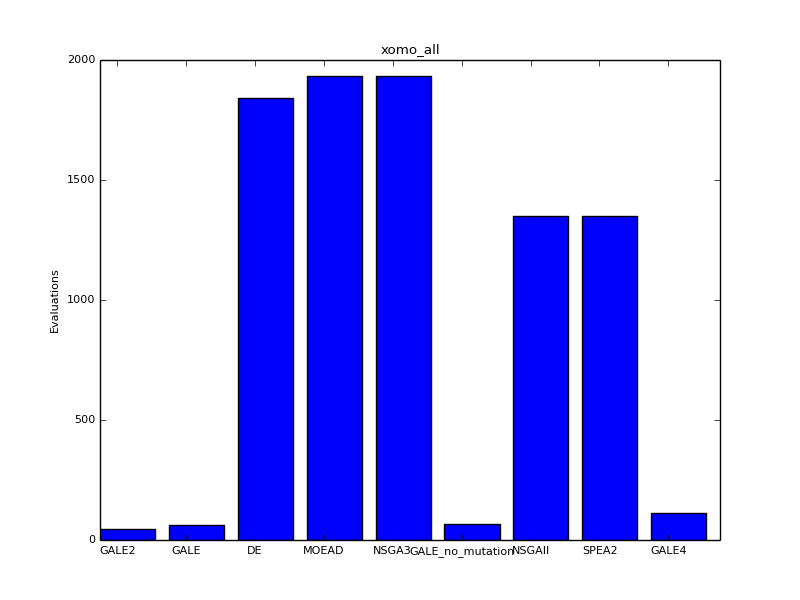 xomo_all
2000
1500
1000
500
0
Evaluations
GALE2 GALE DE MOEAD NSGA3 GALE_no_mutation NSGAII SPEA2 GALE4